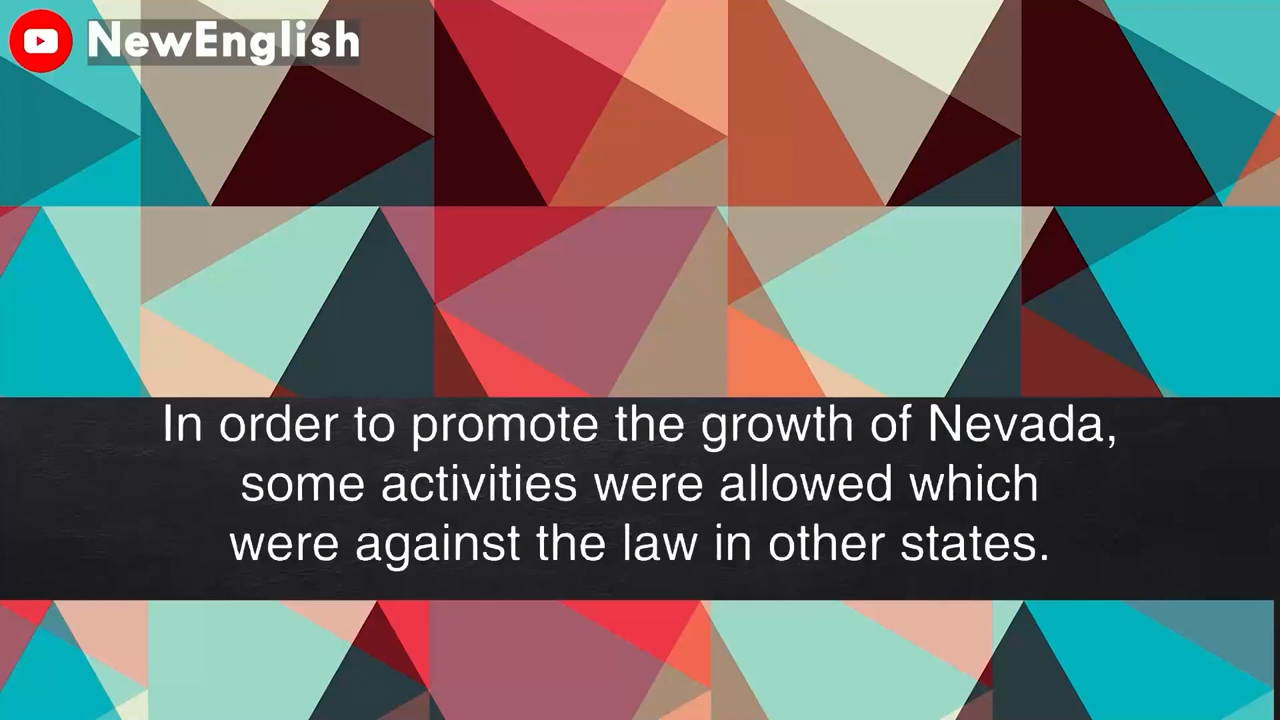 NewEnglish
In order to promote the growth of Nevada,
some activities were allowed which
were against the law in other states.